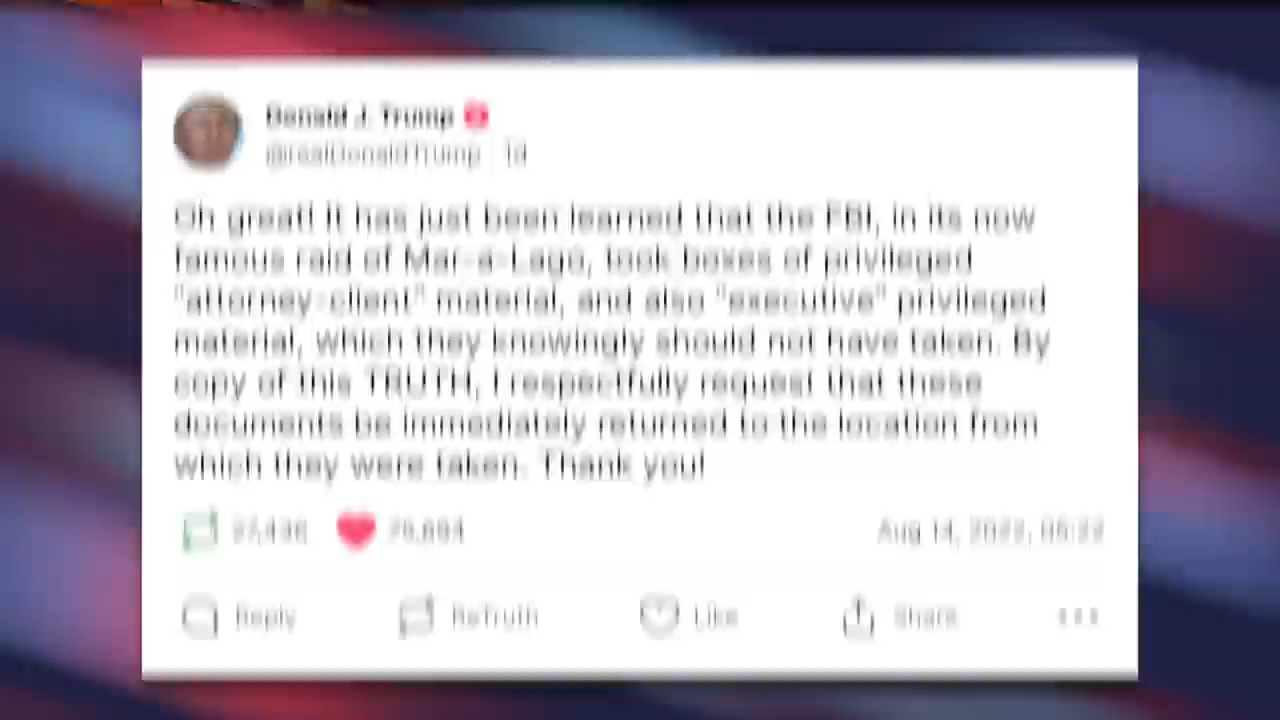 Donald J. Trump
@realDonaldTrump · 1d
Oh great! It has just been learned that the FBI, in its now
famous raid of Mar-a-Lago, took boxes of privileged
"attorney-client" material, and also "executive" privileged
material, which they knowingly should not have taken. By
copy of this TRUTH, I respectfully request that these
documents be immediately returned to the location from
which they were taken. Thank you!
Aug 14, 2022,
Reply ReTruth Like Share